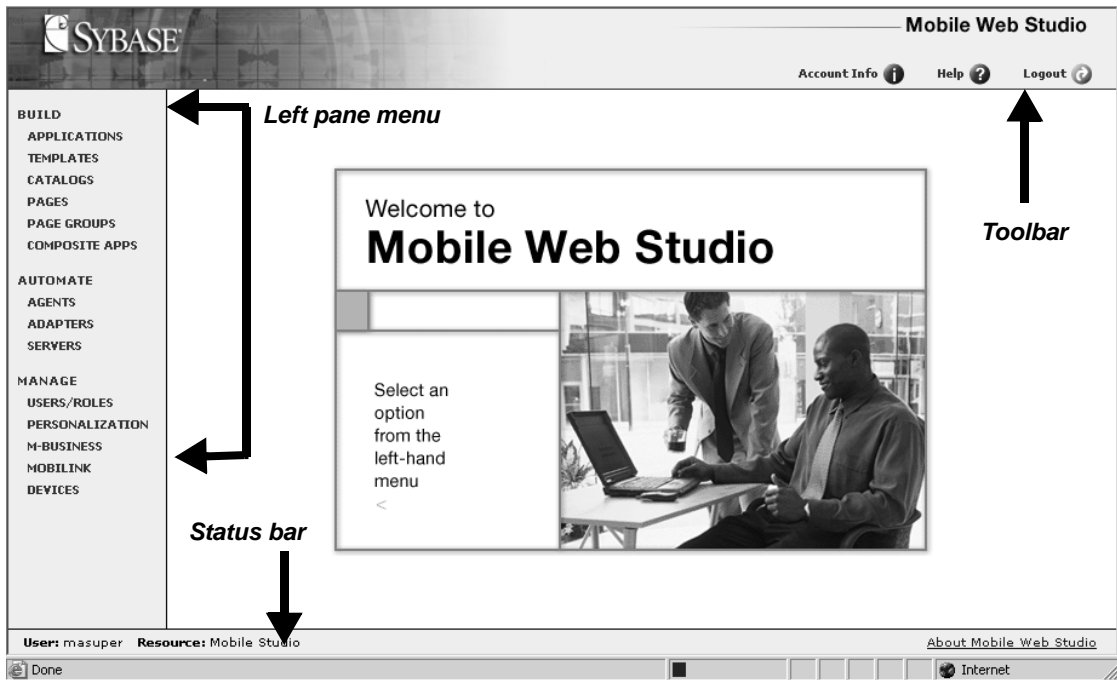 SYBASE
Mobile Web Studio
Account Info
Help
Logout
BUILD
APPLICATIONS
TEMPLATES
CATALOGS
PAGES
PAGE GROUPS
COMPOSITE APPS
AUTOMATE
AGENTS
ADAPTERS
SERVERS
MANAGE
USERS/ROLES
PERSONALIZATION
M-BUSINESS
MOBILINK
DEVICES
Left pane menu
Toolbar
Welcome to
Mobile Web Studio
Select an
option
from the
left-hand
menu
<
Status bar
User: masuper Resource: Mobile Studio
About Mobile Web Studio
Done
Internet